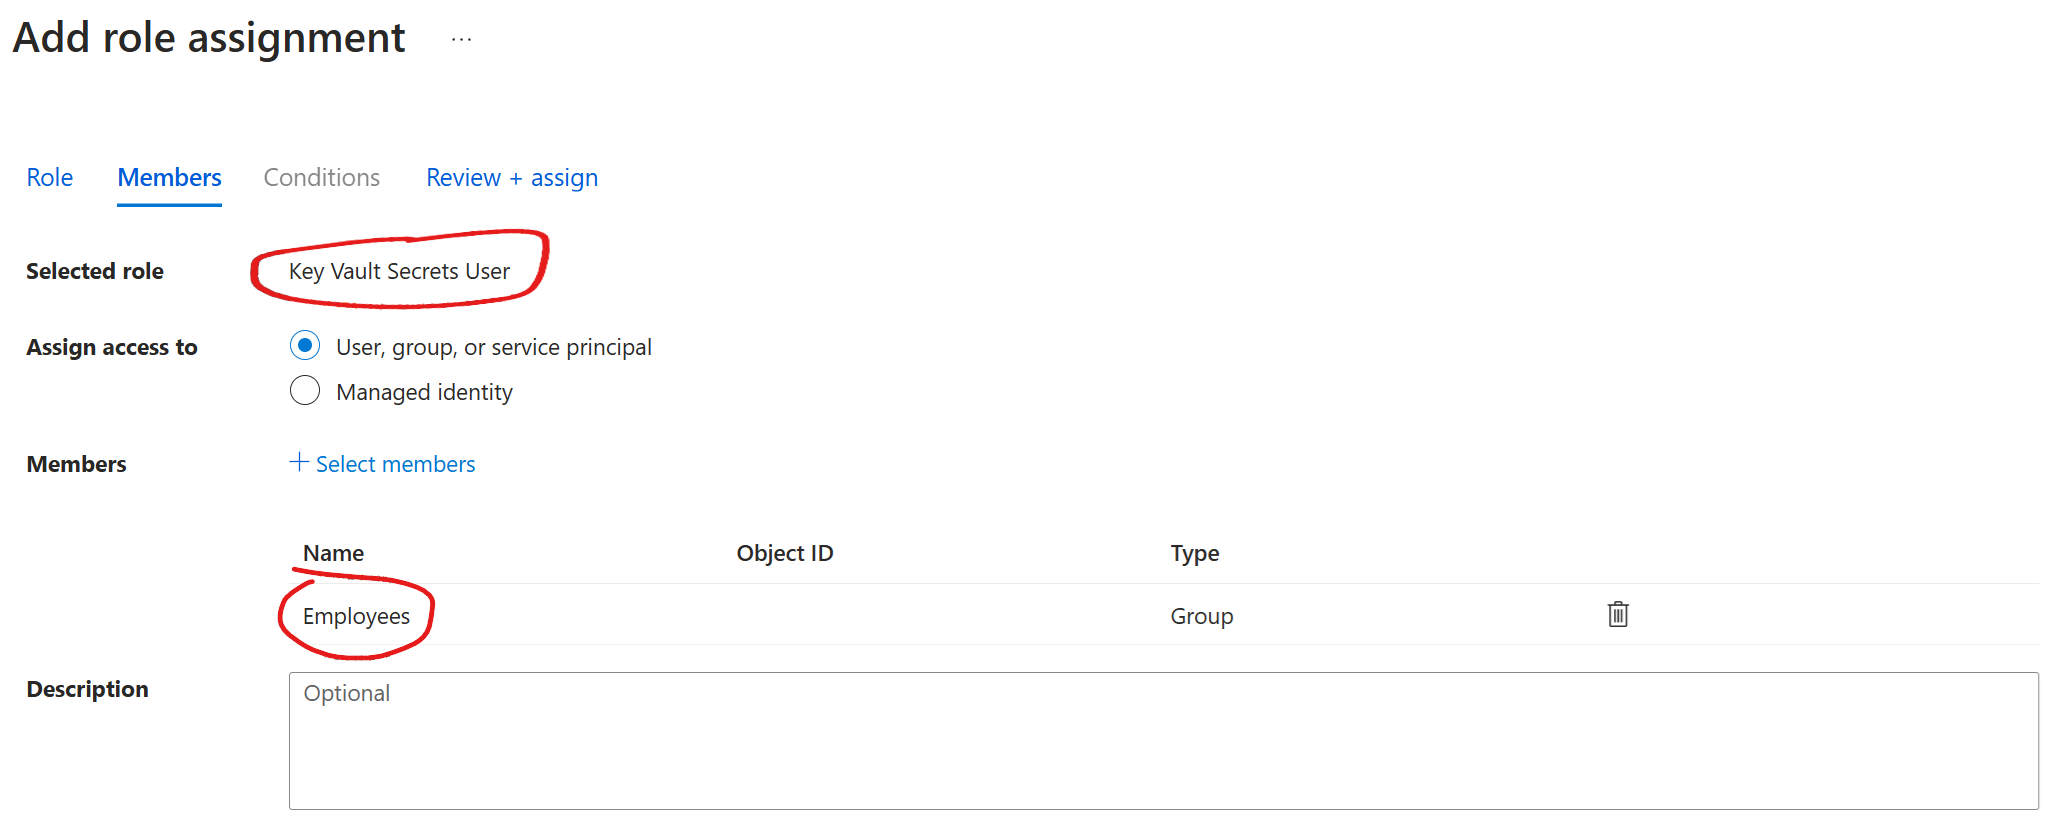 Add role assignment ...
Role Members Conditions Review + assign
Selected role Key Vault Secrets User
Assign access to User, group, or service principal
Managed identity
Members + Select members
Name Object ID Type
Employees Group
Description Optional